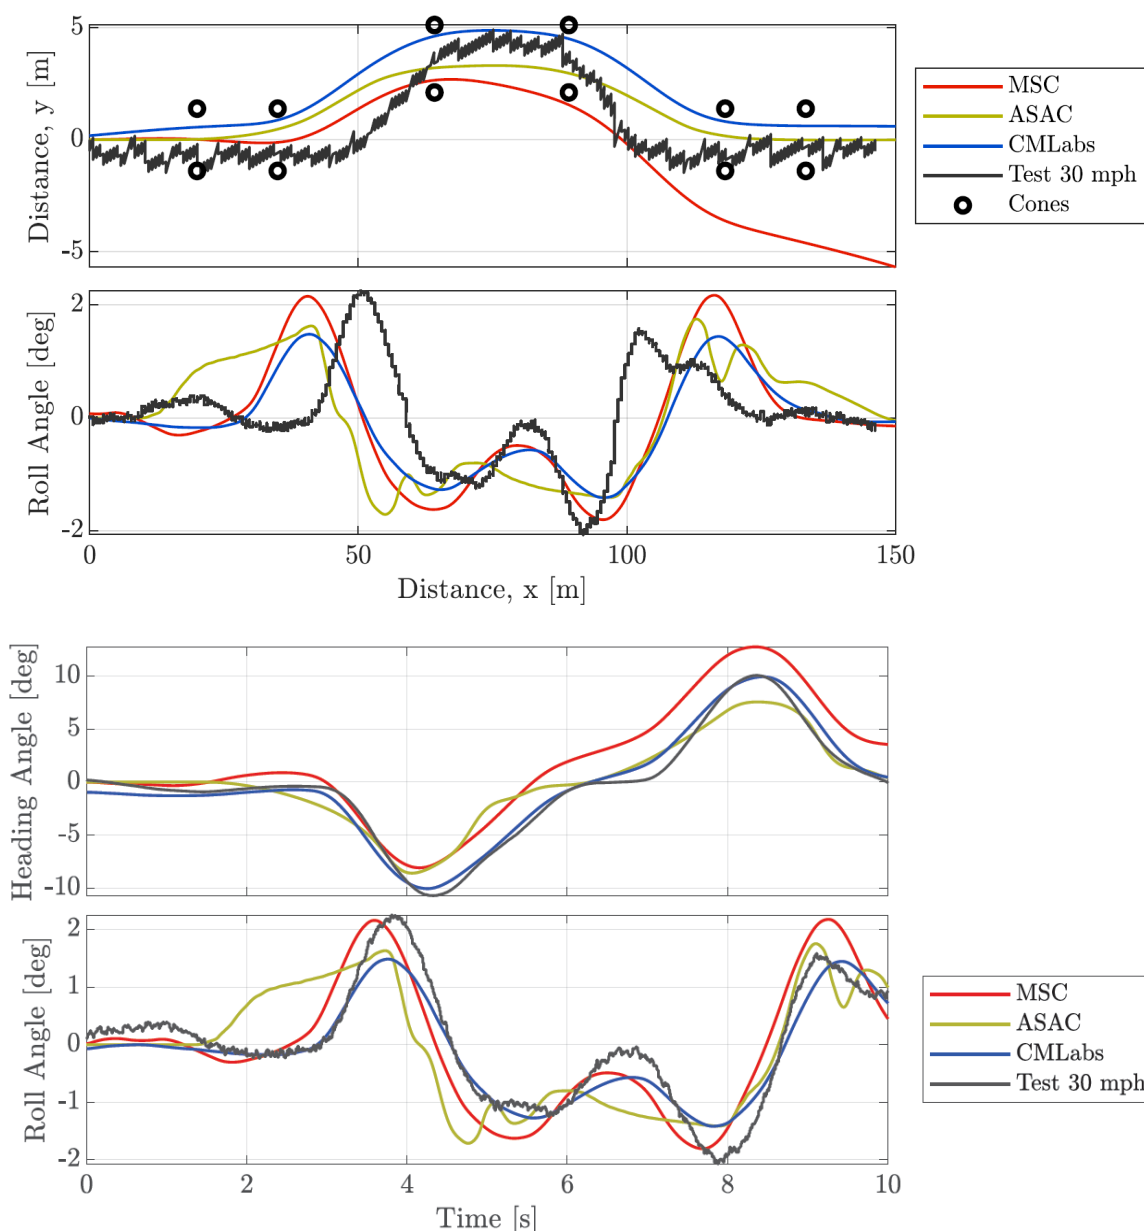 5
0
-5
Distance, y [m]
MSC
ASAC
CMLabs
Test 30 mph
Cones
2
0
-2
Roll Angle [deg]
0
50
100
150
Distance, x [m]
10
5
0
-5
-10
Heading Angle [deg]
2
1
0
-1
-2
Roll Angle [deg]
MSC
ASAC
CMLabs
Test 30 mph
0
2
4
6
8
10
Time [s]